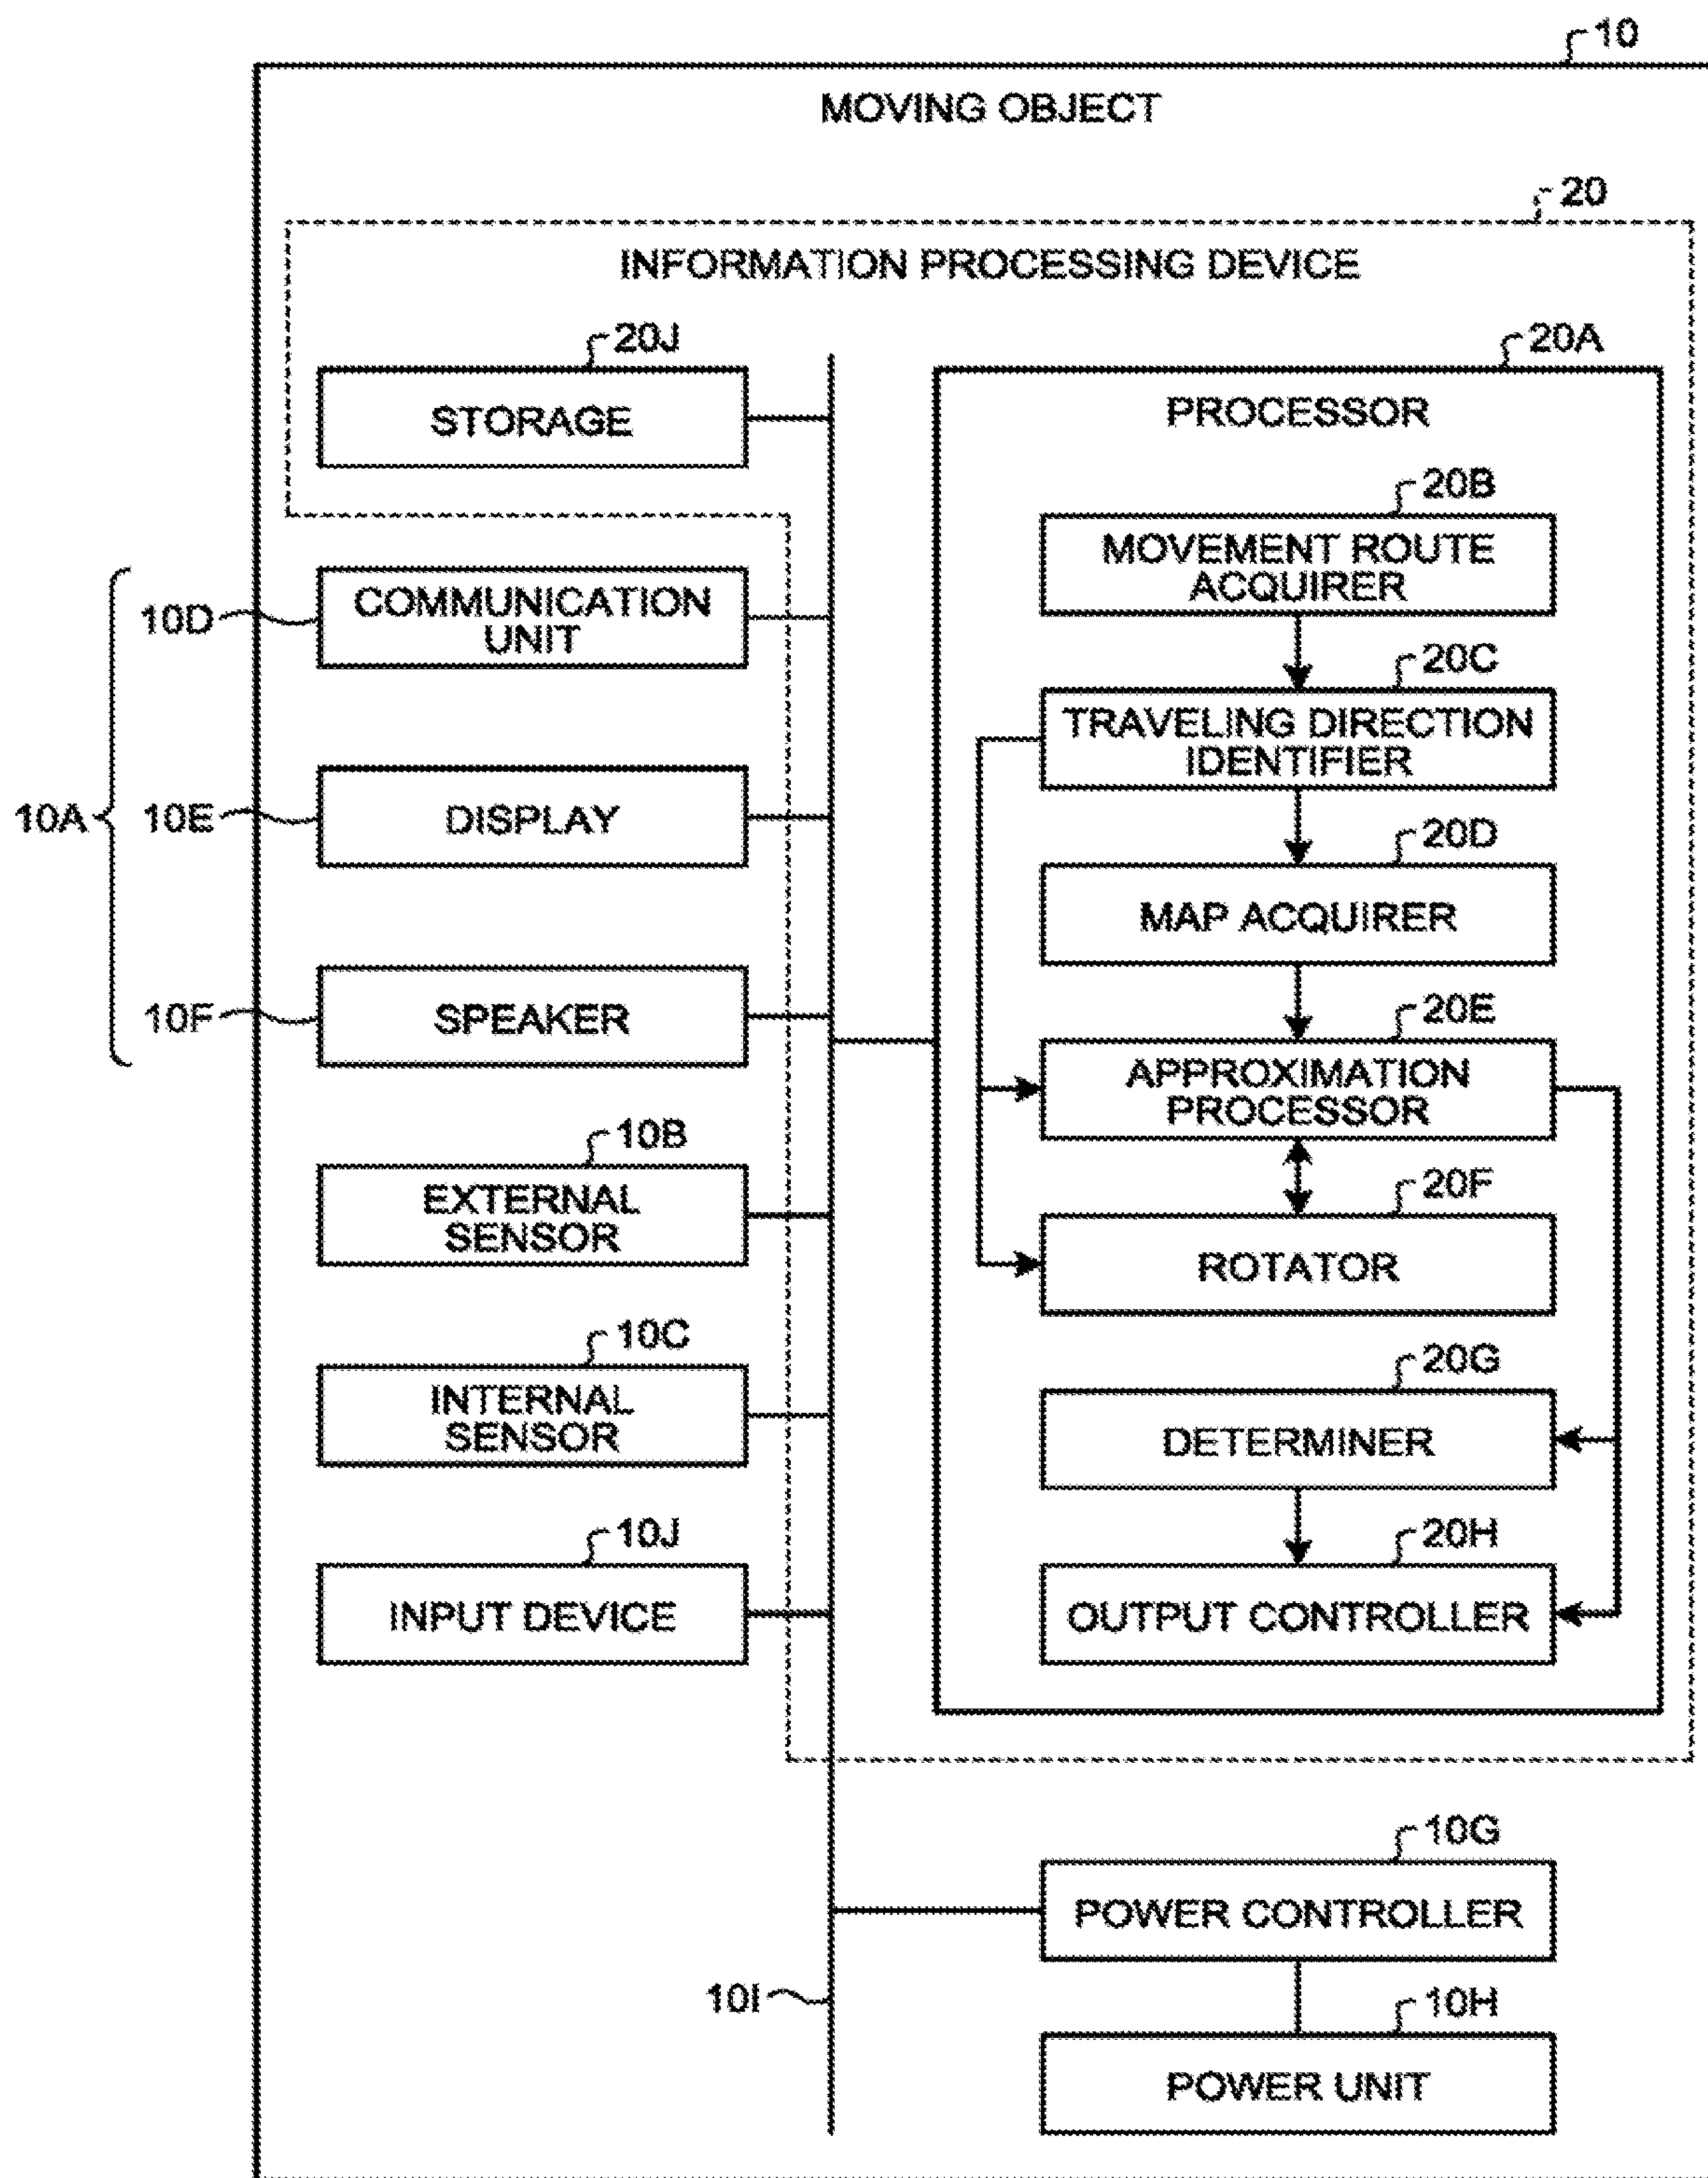 10
MOVING OBJECT
20
INFORMATION PROCESSING DEVICE
20J
STORAGE
20A
PROCESSOR
20B
MOVEMENT ROUTE
ACQUIRER
10A
10D
COMMUNICATION
UNIT
20C
TRAVELING DIRECTION
IDENTIFIER
10E
DISPLAY
20D
MAP ACQUIRER
10F
SPEAKER
20E
APPROXIMATION
PROCESSOR
10B
EXTERNAL
SENSOR
20F
ROTATOR
10C
INTERNAL
SENSOR
20G
DETERMINER
10J
INPUT DEVICE
20H
OUTPUT CONTROLLER
10G
POWER CONTROLLER
10I
10H
POWER UNIT